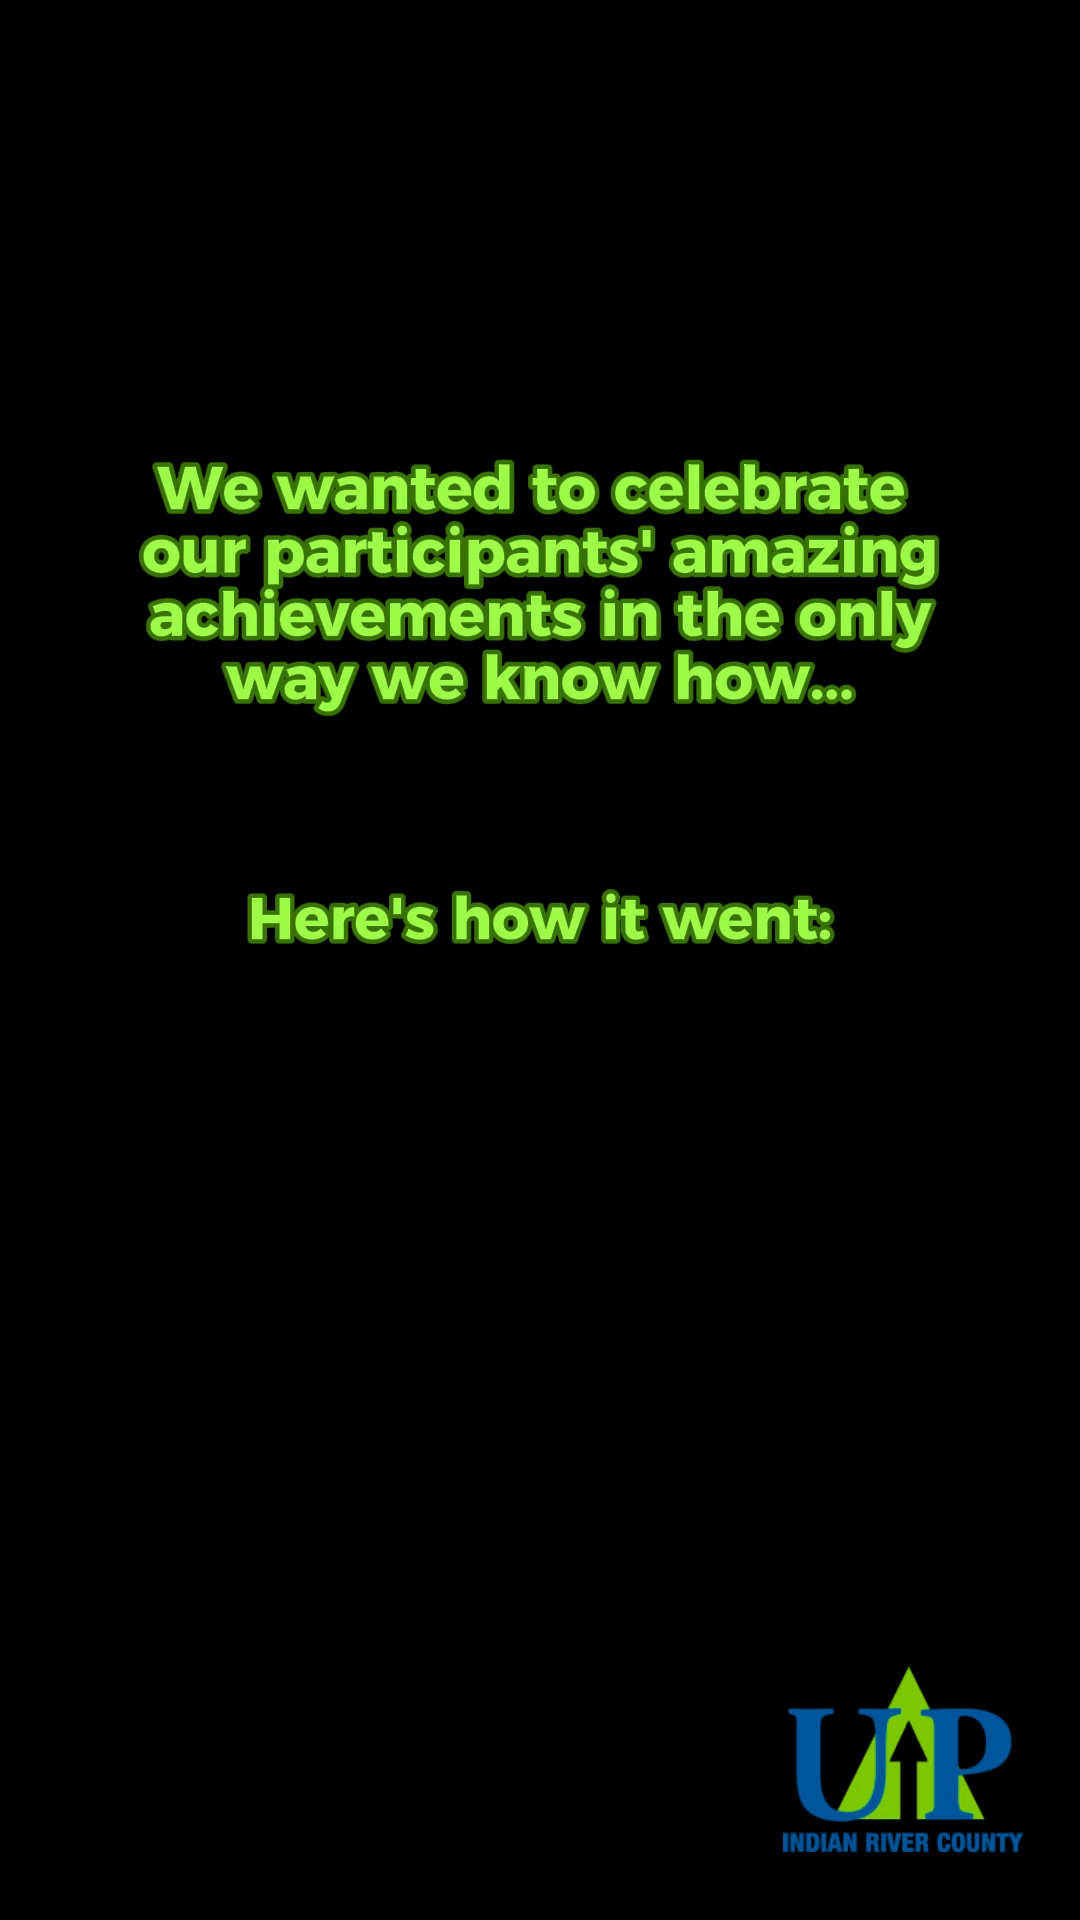 We wanted to celebrate
our participants' amazing
achievements in the only
way we know how...
Here's how it went:
UP
INDIAN RIVER COUNTY